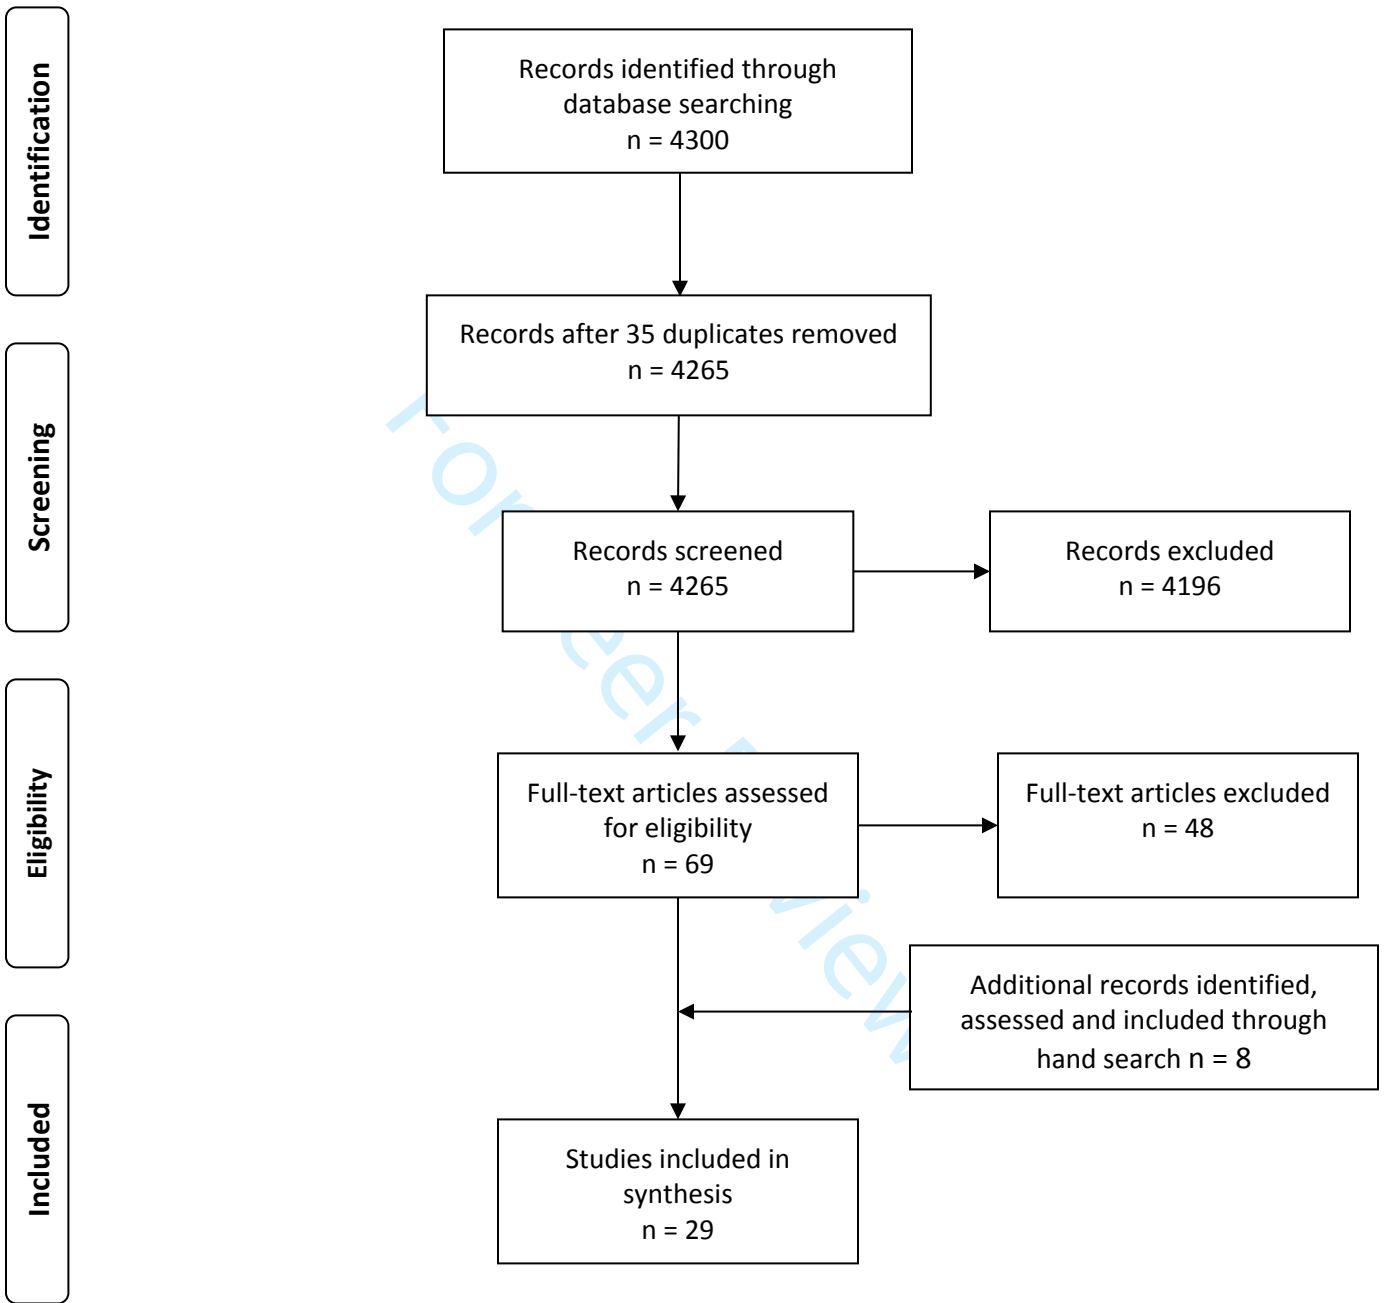 Identification
Records identified through
database searching
n = 4300
Records after 35 duplicates removed
n = 4265
Screening
Records screened
n = 4265
Records excluded
n = 4196
Eligibility
Full-text articles assessed
for eligibility
n = 69
Full-text articles excluded
n = 48
Additional records identified,
assessed and included through
hand search n = 8
Included
Studies included in
synthesis
n = 29